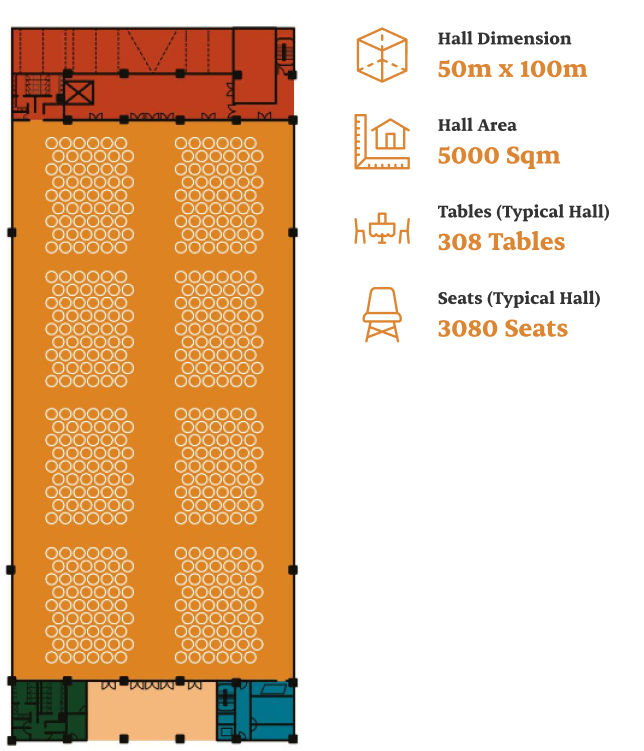 Hall Dimension
50m x 100m
Hall Area
5000 Sqm
Tables (Typical Hall)
308 Tables
Seats (Typical Hall)
3080 Seats